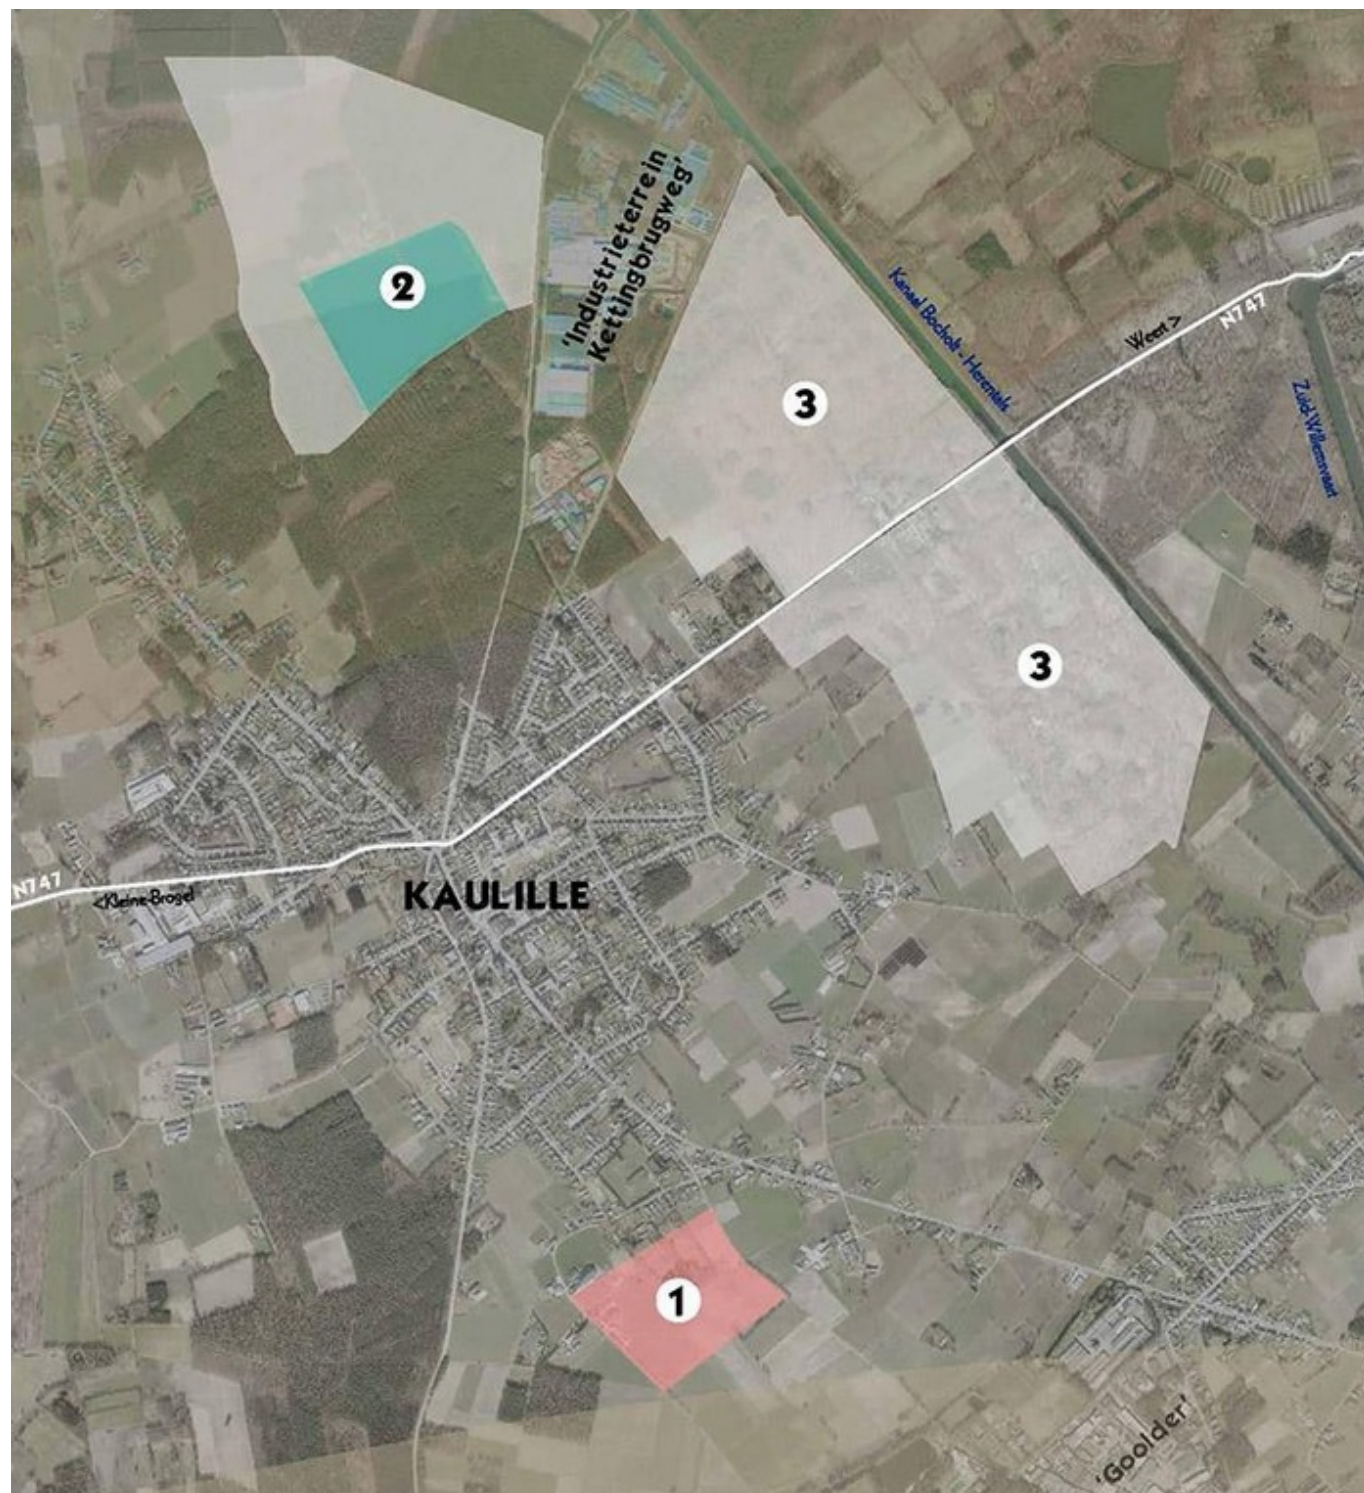 'Industrieterrein
Kettingbrugweg'
2
3
Kanaal Bocholt - Herentals
Weert >
N747
Zuid-Willemsvaart
3
N747
<Kleine-Brogel
KAULILLE
1
'Goolder'